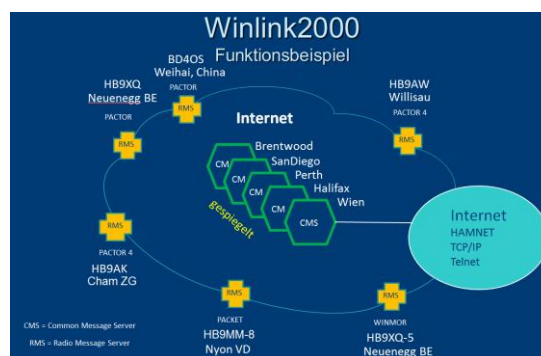 Winlink2000
Funktionsbeispiel
BD4OS
Weihai, China
PACTOR
RMS
HB9XQ
Neuenegg BE
PACTOR
RMS
HB9AW
Willisau
PACTOR 4
RMS
Internet
Brentwood
CM
SanDiego
CM
Perth
CM
Halifax
CM
Wien
CMS
gespiegelt
Internet
HAMNET
TCP/IP
Telnet
RMS
PACTOR 4
HB9AK
Cham ZG
RMS
PACKET
HB9MM-8
Nyon VD
RMS
WINMOR
HB9XQ-5
Neuenegg BE
CMS = Common Message Server
RMS = Radio Message Server